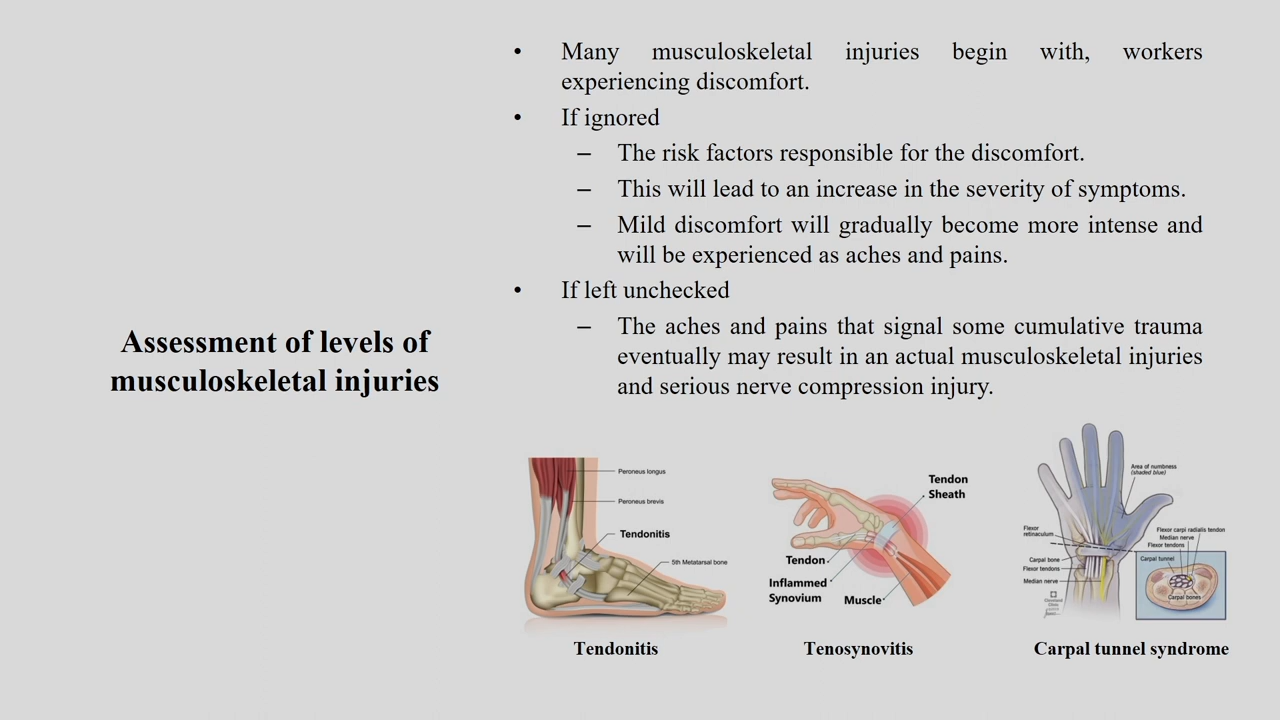 Assessment of levels of
musculoskeletal injuries
• Many musculoskeletal injuries begin with, workers
experiencing discomfort.
• If ignored
– The risk factors responsible for the discomfort.
– This will lead to an increase in the severity of symptoms.
– Mild discomfort will gradually become more intense and
will be experienced as aches and pains.
• If left unchecked
– The aches and pains that signal some cumulative trauma
eventually may result in an actual musculoskeletal injuries
and serious nerve compression injury.
Peroneus longus
Peroneus brevis
Tendonitis
5th Metatarsal bone
Tendonitis
Tendon
Sheath
Tendon
Inflammed
Synovium
Muscle
Tenosynovitis
Area of numbness
(shaded blue)
Flexor
retinaculum
Carpal bone
Flexor tendons
Median nerve
Flexor carpi radialis tendon
Median nerve
Flexor tendons
Carpal tunnel
Carpal bones
Cleveland
Clinic
Carpal tunnel syndrome